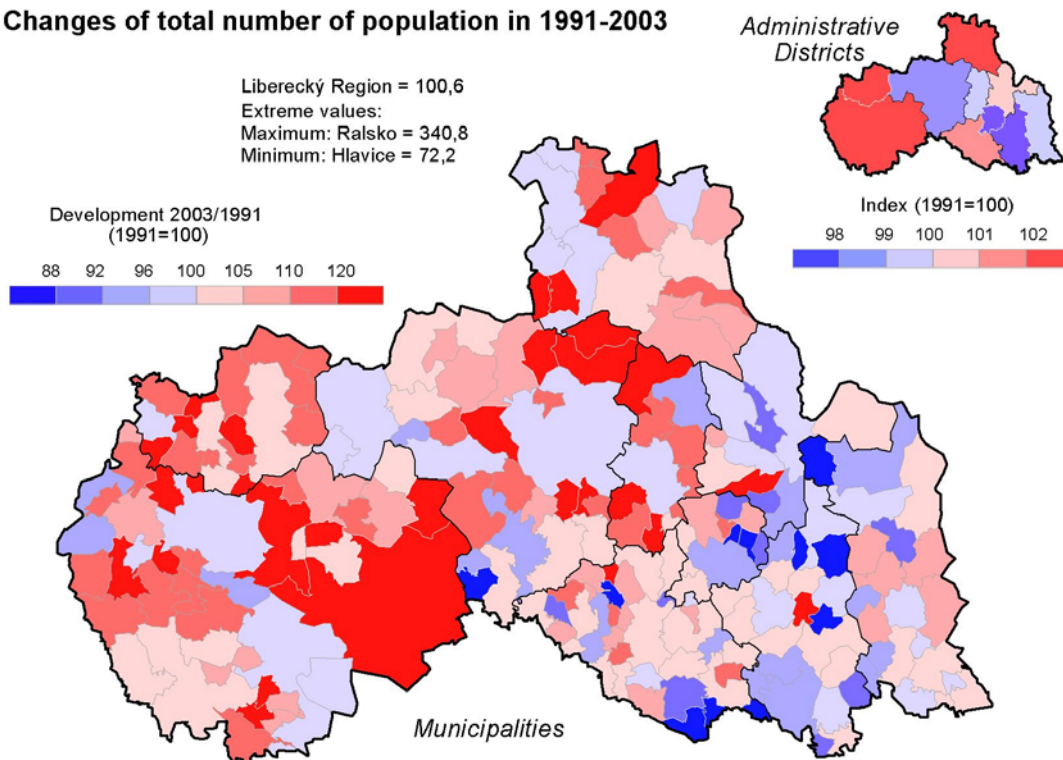 Changes of total number of population in 1991-2003
Administrative
Districts
Liberecký Region = 100,6
Extreme values:
Maximum: Ralsko = 340,8
Minimum: Hlavice = 72,2
Development 2003/1991
(1991=100)
88 92 96 100 105 110 120
Index (1991=100)
98 99 100 101 102
Municipalities